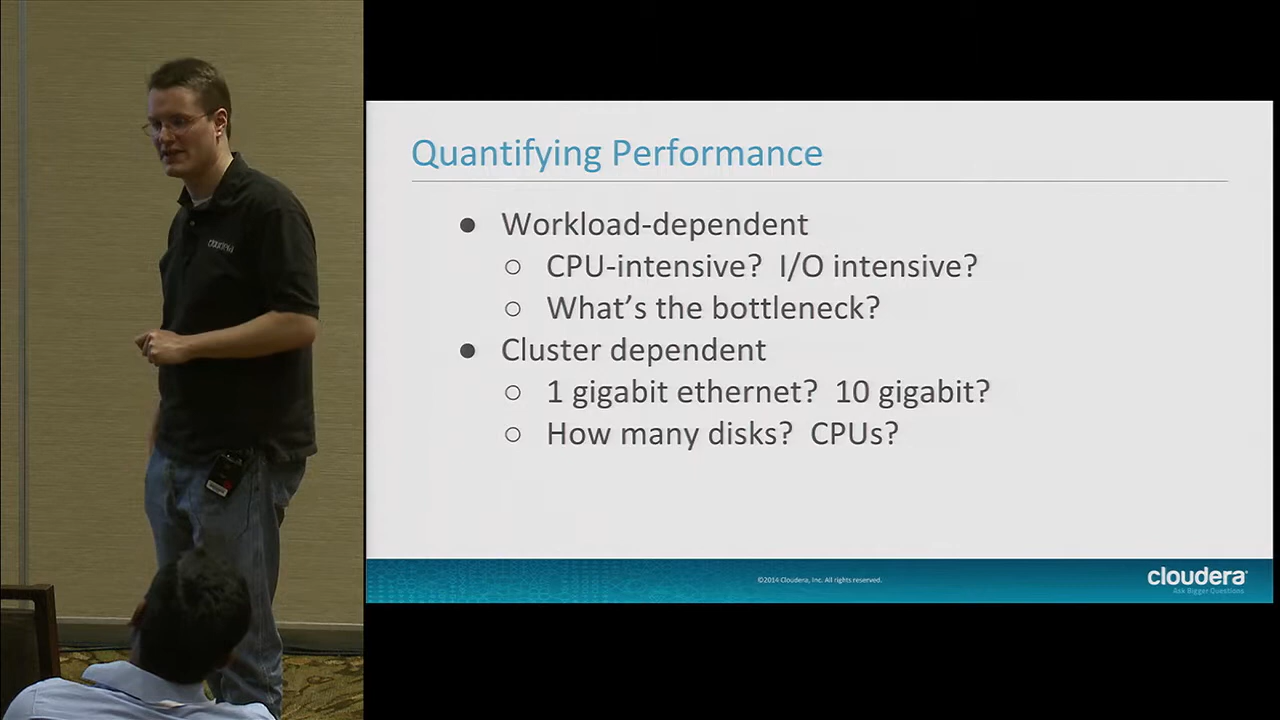 Quantifying Performance
● Workload-dependent
○ CPU-intensive? I/O intensive?
○ What's the bottleneck?
● Cluster dependent
○ 1 gigabit ethernet? 10 gigabit?
○ How many disks? CPUs?
©2014 Cloudera, Inc. All rights reserved.
cloudera
Ask Bigger Questions
cloudera